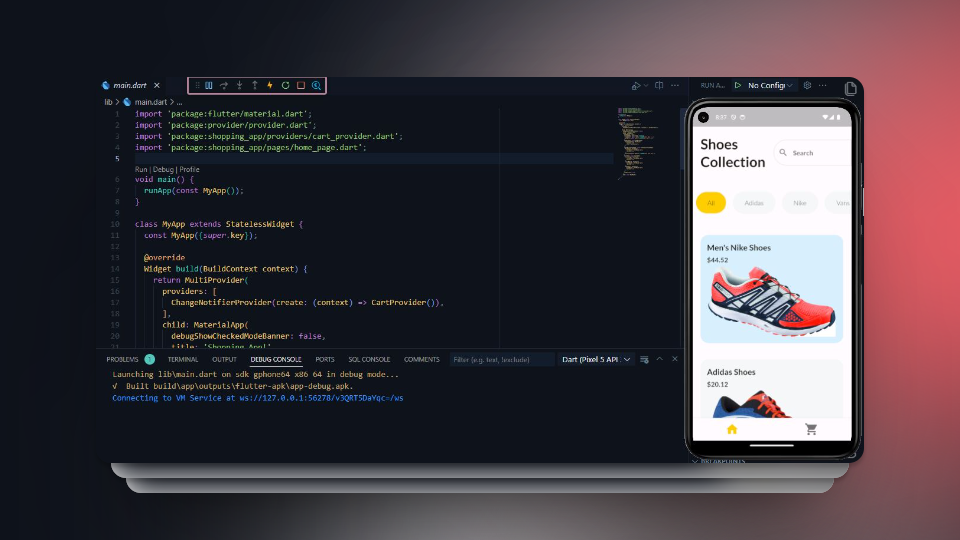 main.dart
RUN A... No Config
lib > main.dart > ...
1 import 'package:flutter/material.dart';
2 import 'package:provider/provider.dart';
3 import 'package:shopping_app/providers/cart_provider.dart';
4 import 'package:shopping_app/pages/home_page.dart';
5
Run | Debug | Profile
6 void main() {
7 runApp(const MyApp());
8 }
9
10 class MyApp extends StatelessWidget {
11 const MyApp({super.key});
12
13 @override
14 Widget build(BuildContext context) {
15 return MultiProvider(
16 providers: [
17 ChangeNotifierProvider(create: (context) => CartProvider()),
18 ],
19 child: MaterialApp(
20 debugShowCheckedModeBanner: false,
21 title: 'Shopping App',
PROBLEMS 1 TERMINAL OUTPUT DEBUG CONSOLE PORTS SQL CONSOLE COMMENTS Filter (e.g. text, !exclude) Dart (Pixel 5 API
Launching lib\main.dart on sdk gphone64 x86 64 in debug mode...
√ Built build\app\outputs\flutter-apk\app-debug.apk.
Connecting to VM Service at ws://127.0.0.1:56278/v3QRT5DaYqc=/ws
8:37
Shoes
Collection
Search
All Adidas Nike Vans
Men's Nike Shoes
$44.52
Adidas Shoes
$20.12
BREAKPOINTS